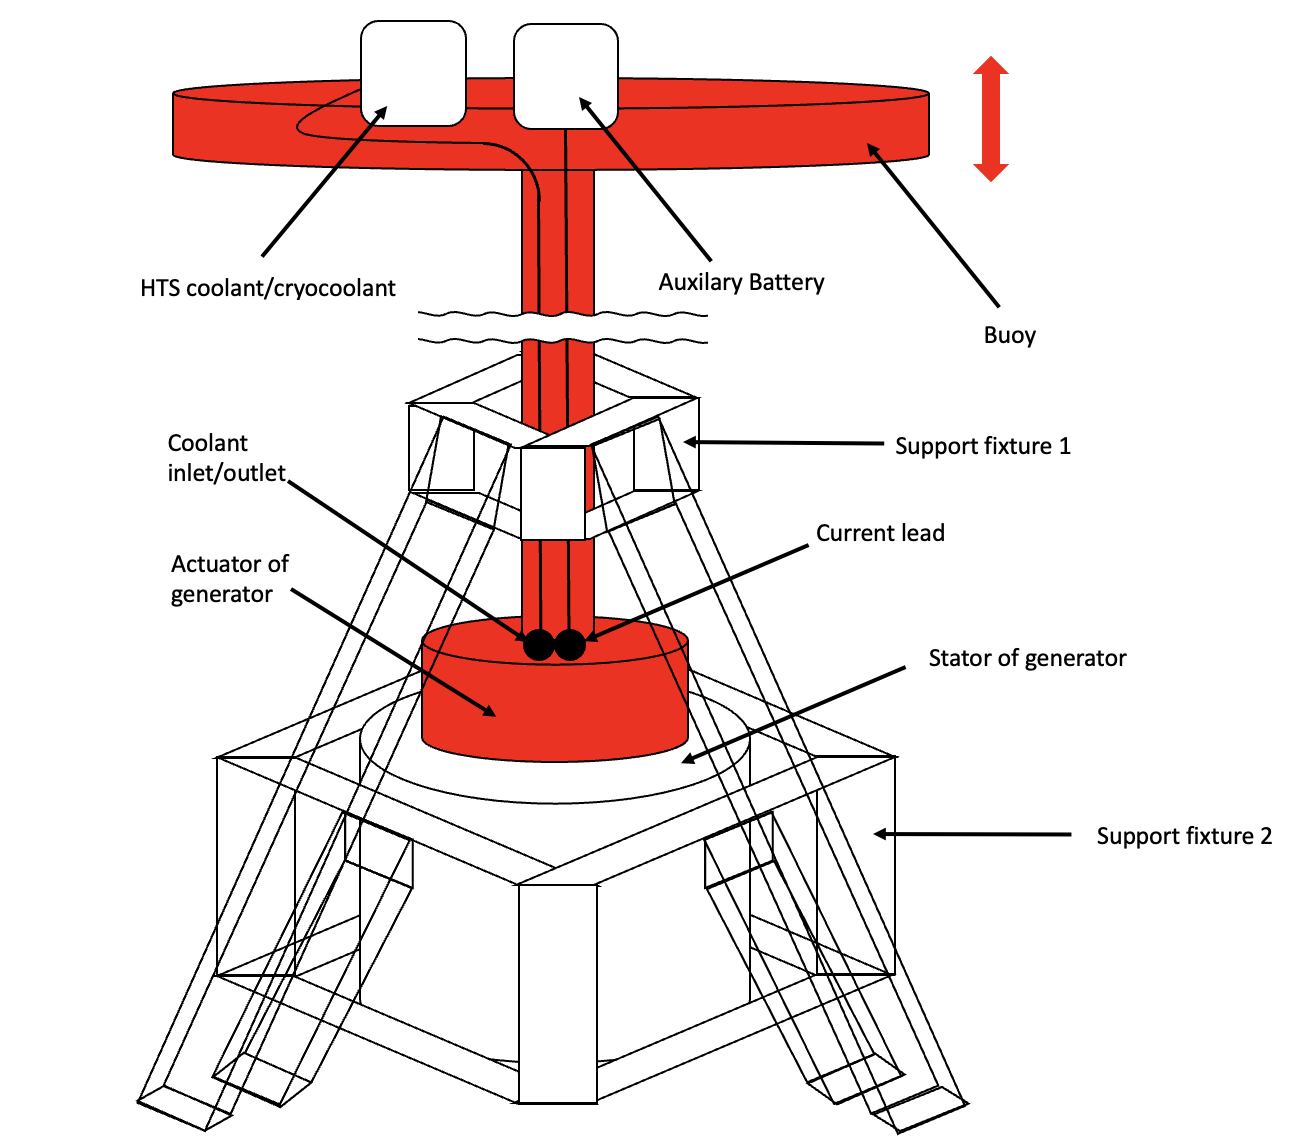 HTS coolant/cryocoolant
Auxilary Battery
Buoy
Coolant
inlet/outlet
Support fixture 1
Current lead
Actuator of
generator
Stator of generator
Support fixture 2